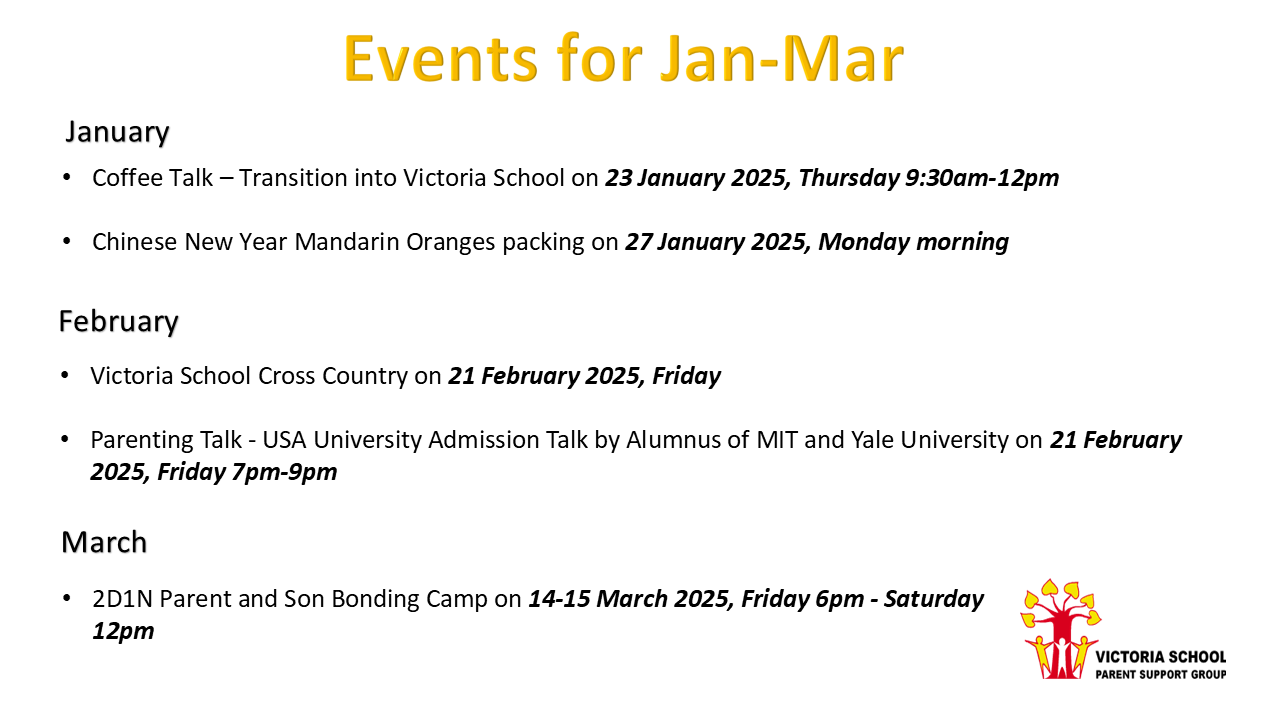 Events for Jan-Mar
January
• Coffee Talk – Transition into Victoria School on 23 January 2025, Thursday 9:30am-12pm
• Chinese New Year Mandarin Oranges packing on 27 January 2025, Monday morning
February
• Victoria School Cross Country on 21 February 2025, Friday
• Parenting Talk - USA University Admission Talk by Alumnus of MIT and Yale University on 21 February
2025, Friday 7pm-9pm
March
• 2D1N Parent and Son Bonding Camp on 14-15 March 2025, Friday 6pm - Saturday
12pm
VICTORIA SCHOOL
PARENT SUPPORT GROUP